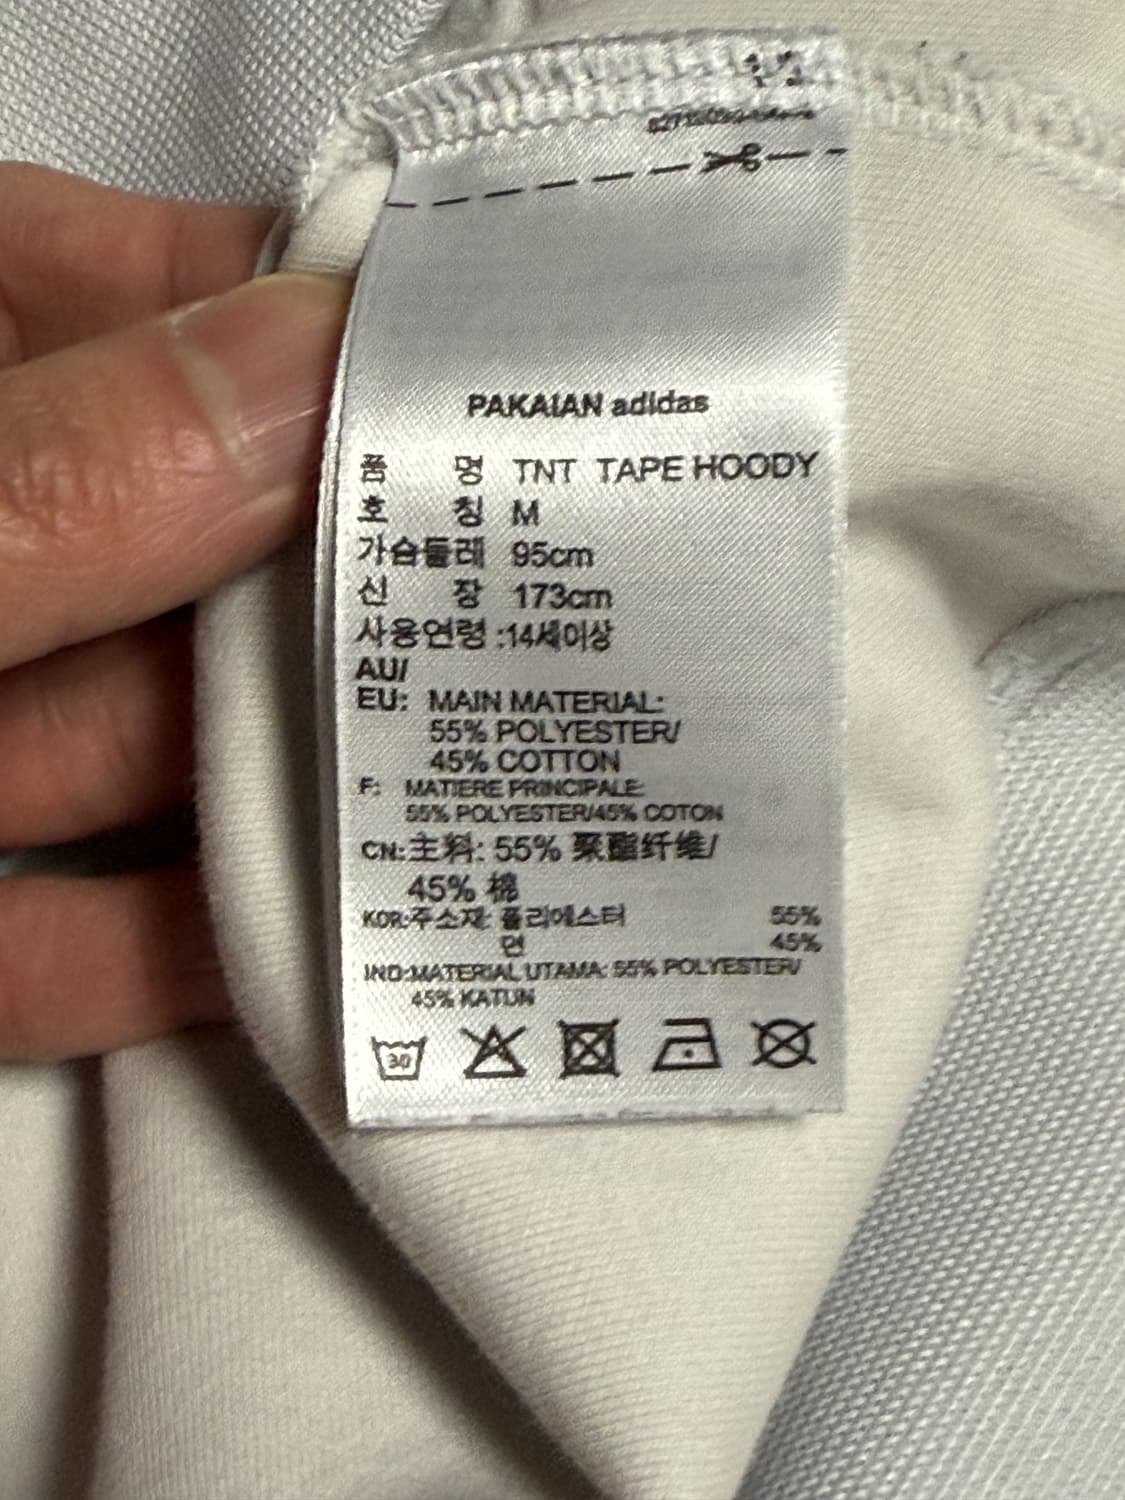 PAKAIAN adidas
품 명 TNT TAPE HOODY
호 칭 M
가슴둘레 95cm
신 장 173cm
사용연령 :14세이상
AU/
EU: MAIN MATERIAL:
55% POLYESTER/
45% COTTON
F: MATIERE PRINCIPALE:
55% POLYESTER/45% COTON
CN:主料: 55% 聚酯纤维/
45% 棉
KOR:주소재: 폴리에스터 55%
면 45%
IND:MATERIAL UTAMA: 55% POLYESTER/
45% KATUN
30